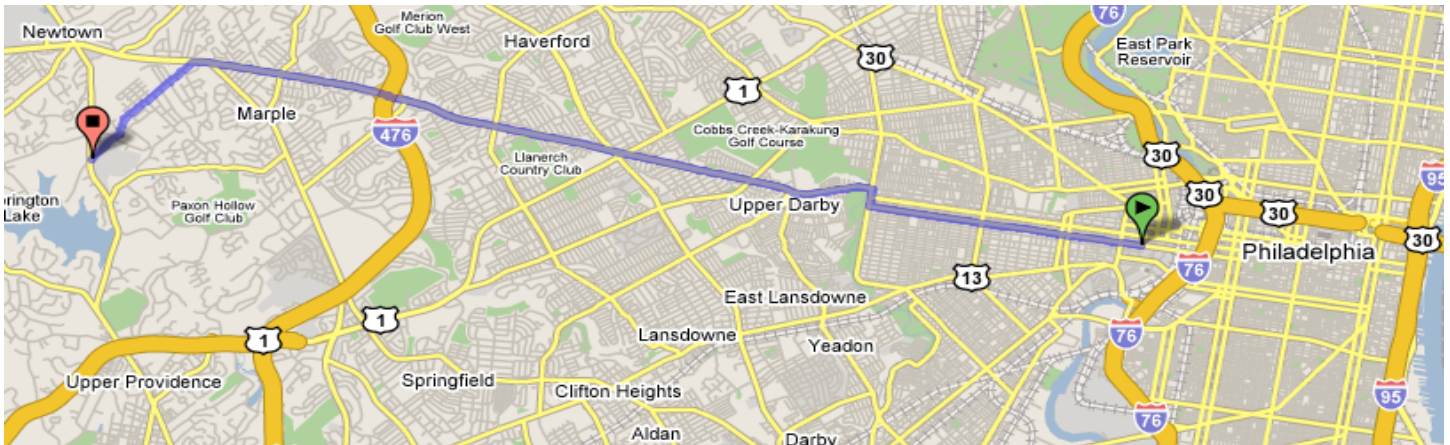 Newtown
Merion
Golf Club West
Haverford
76
East Park
Reservoir
30
1
Marple
476
Cobbs Creek-Karakung
Golf Course
Llanerch
Country Club
30
95
Paxon Hollow
Golf Club
Upper Darby
30
30
30
Lake
Philadelphia
76
13
East Lansdowne
1
1
Lansdowne
Yeadon
76
Upper Providence
Springfield
Clifton Heights
95
76
Aldan
Darby